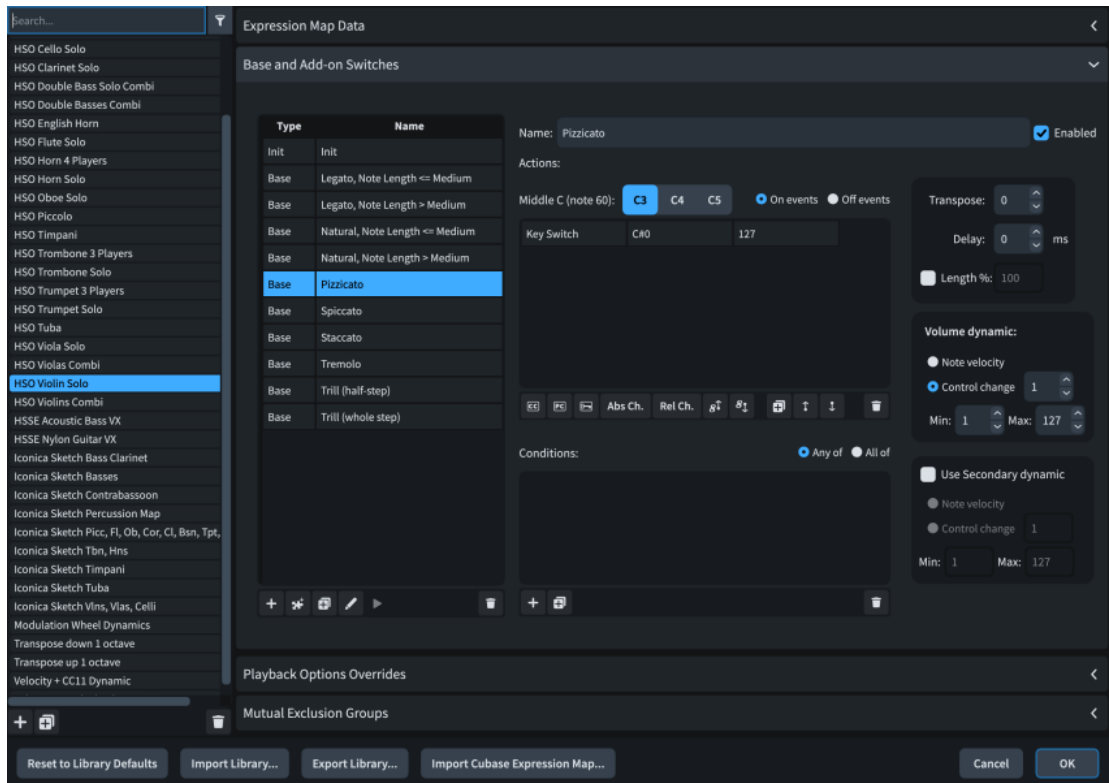 Search...
HSO Cello Solo
HSO Clarinet Solo
HSO Double Bass Solo Combi
HSO Double Basses Combi
HSO English Horn
HSO Flute Solo
HSO Horn 4 Players
HSO Horn Solo
HSO Oboe Solo
HSO Piccolo
HSO Timpani
HSO Trombone 3 Players
HSO Trombone Solo
HSO Trumpet 3 Players
HSO Trumpet Solo
HSO Tuba
HSO Viola Solo
HSO Violas Combi
HSO Violin Solo
HSO Violins Combi
HSSE Acoustic Bass VX
HSSE Nylon Guitar VX
Iconica Sketch Bass Clarinet
Iconica Sketch Basses
Iconica Sketch Contrabassoon
Iconica Sketch Percussion Map
Iconica Sketch Picc, Fl, Ob, Cor, Cl, Bsn, Tpt,
Iconica Sketch Tbn, Hns
Iconica Sketch Timpani
Iconica Sketch Tuba
Iconica Sketch Vlns, Vlas, Celli
Modulation Wheel Dynamics
Transpose down 1 octave
Transpose up 1 octave
Velocity + CC11 Dynamic
Expression Map Data
Base and Add-on Switches
Type Name
Init Init
Base Legato, Note Length <= Medium
Base Legato, Note Length > Medium
Base Natural, Note Length <= Medium
Base Natural, Note Length > Medium
Base Pizzicato
Base Spiccato
Base Staccato
Base Tremolo
Base Trill (half-step)
Base Trill (whole step)
Name: Pizzicato Enabled
Actions:
Middle C (note 60): C3 C4 C5 On events Off events
Key Switch C#0 127
CC PC Abs Ch. Rel Ch. 8 8
Conditions: Any of All of
Transpose: 0
Delay: 0 ms
Length %: 100
Volume dynamic:
Note velocity
Control change 1
Min: 1 Max: 127
Use Secondary dynamic
Note velocity
Control change 1
Min: 1 Max: 127
Playback Options Overrides
Mutual Exclusion Groups
Reset to Library Defaults Import Library... Export Library... Import Cubase Expression Map... Cancel OK